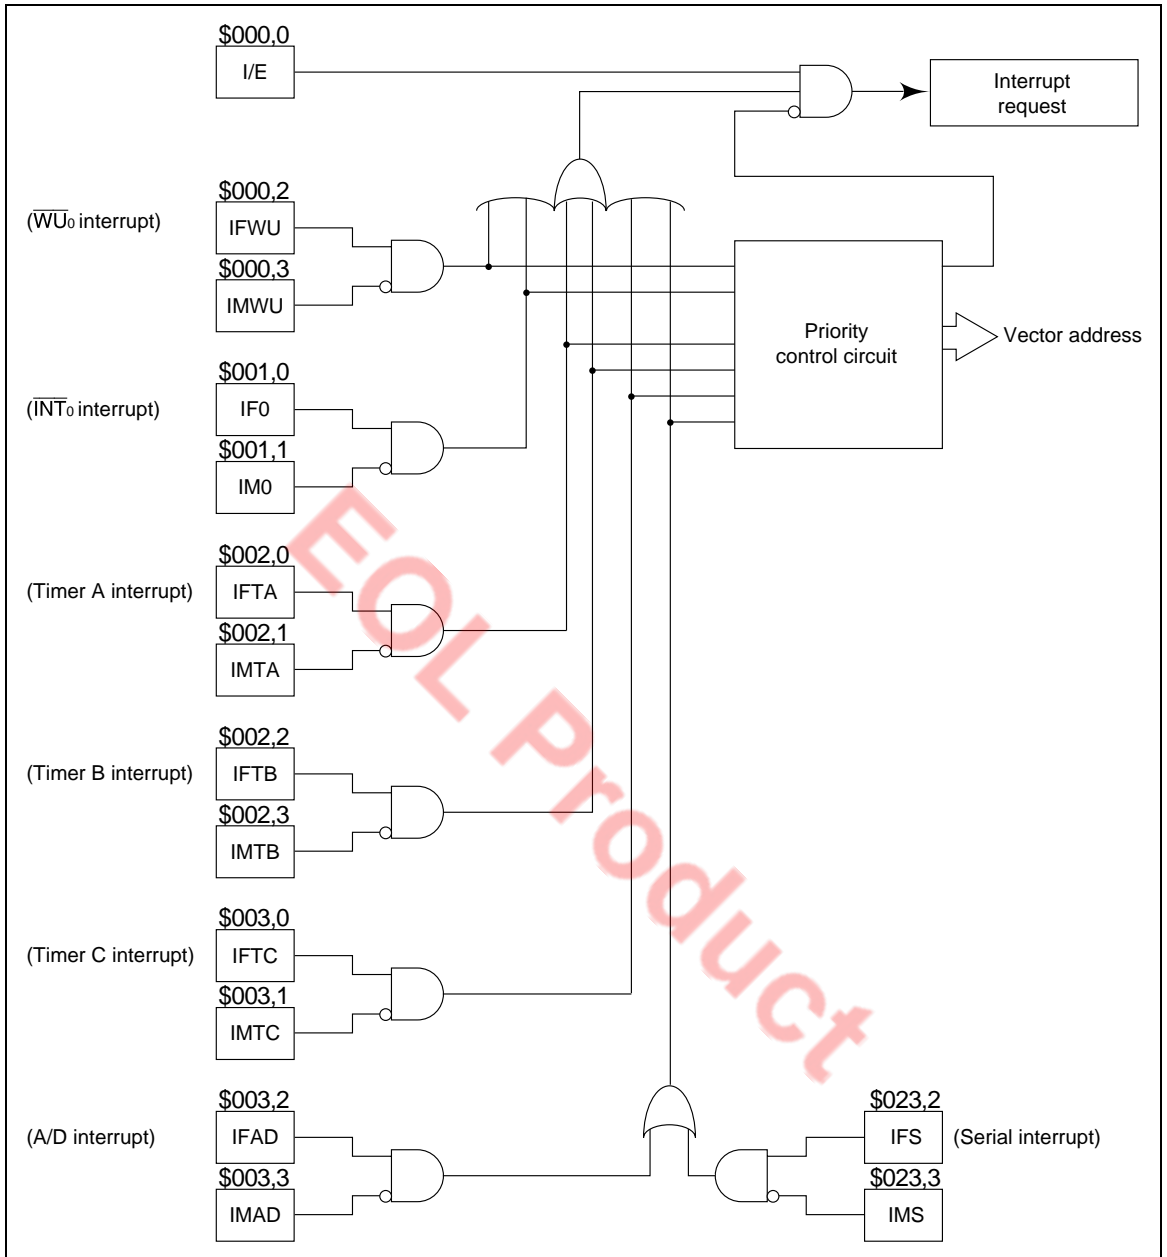 $000,0
I/E
Interrupt
request
$000,2
(WU0 interrupt)
IFWU
$000,3
IMWU
Priority
control circuit
Vector address
$001,0
(INT0 interrupt)
IF0
$001,1
IM0
$002,0
(Timer A interrupt)
IFTA
$002,1
IMTA
$002,2
(Timer B interrupt)
IFTB
$002,3
IMTB
$003,0
(Timer C interrupt)
IFTC
$003,1
IMTC
$003,2
(A/D interrupt)
IFAD
$003,3
IMAD
$023,2
IFS
(Serial interrupt)
$023,3
IMS
EOL Product